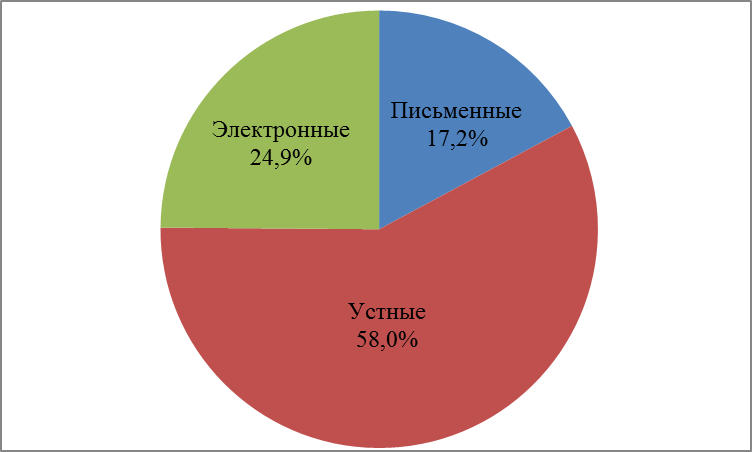 Письменные
17,2%
Электронные
24,9%
Устные
58,0%